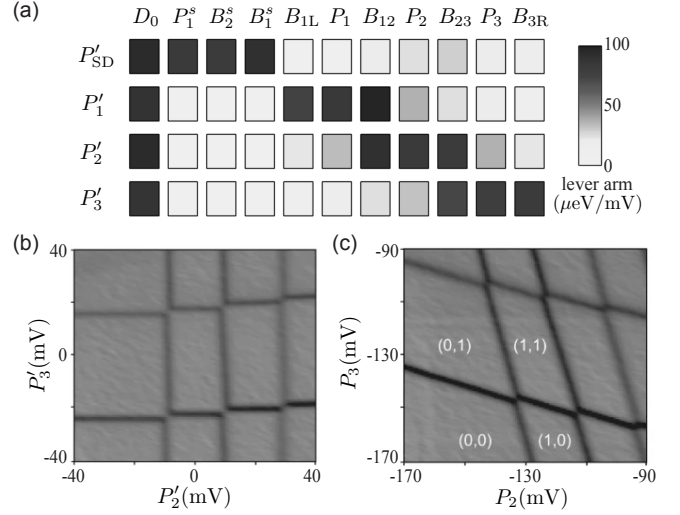 (a)
D₀ P₁ˢ B₂ˢ B₁ˢ B₁L P₁ B₁₂ P₂ B₂₃ P₃ B₃R
P′SD
P′₁
P′₂
P′₃
100
50
0
lever arm
(μeV/mV)
(b)
40
0
-40
P′₃(mV)
-40 0 40
P′₂(mV)
(c)
-90
-130
-170
P₃(mV)
(0,1) (1,1)
(0,0) (1,0)
-170 -130 -90
P₂(mV)